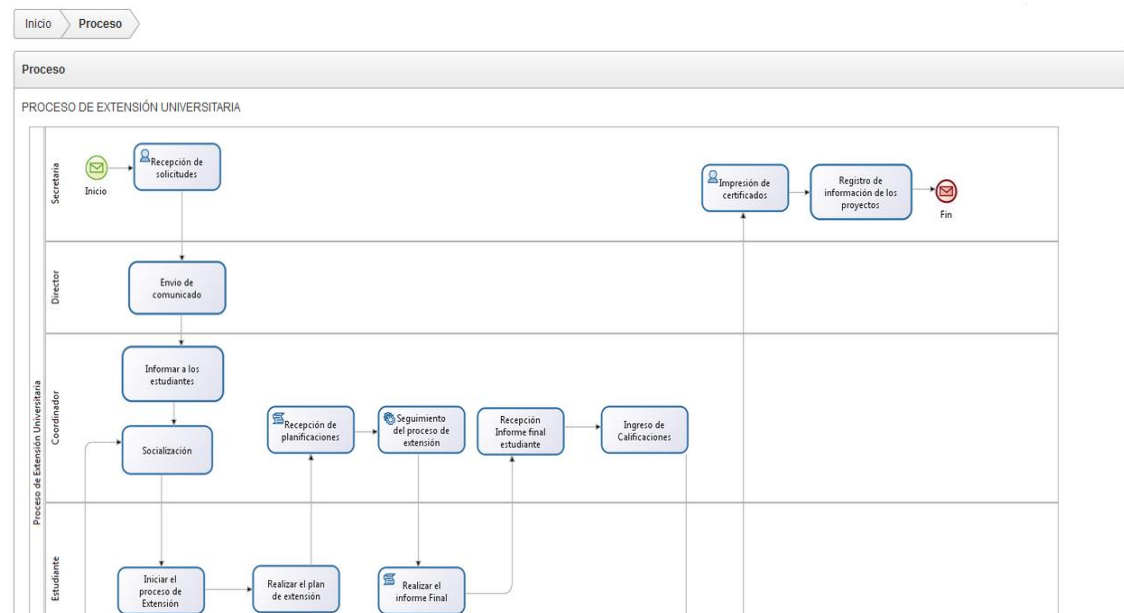 Inicio
Proceso
Proceso
PROCESO DE EXTENSIÓN UNIVERSITARIA
Proceso de Extensión Universitaria
Secretaria
Inicio
Recepción de
solicitudes
Impresión de
certificados
Registro de
información de los
proyectos
Fin
Director
Envio de
comunicado
Coordinador
Informar a los
estudiantes
Socialización
Recepción de
planificaciones
Seguimiento
del proceso de
extensión
Recepción
Informe final
estudiante
Ingreso de
Calificaciones
Estudiante
Iniciar el
proceso de
Extensión
Realizar el plan
de extensión
Realizar el
informe Final